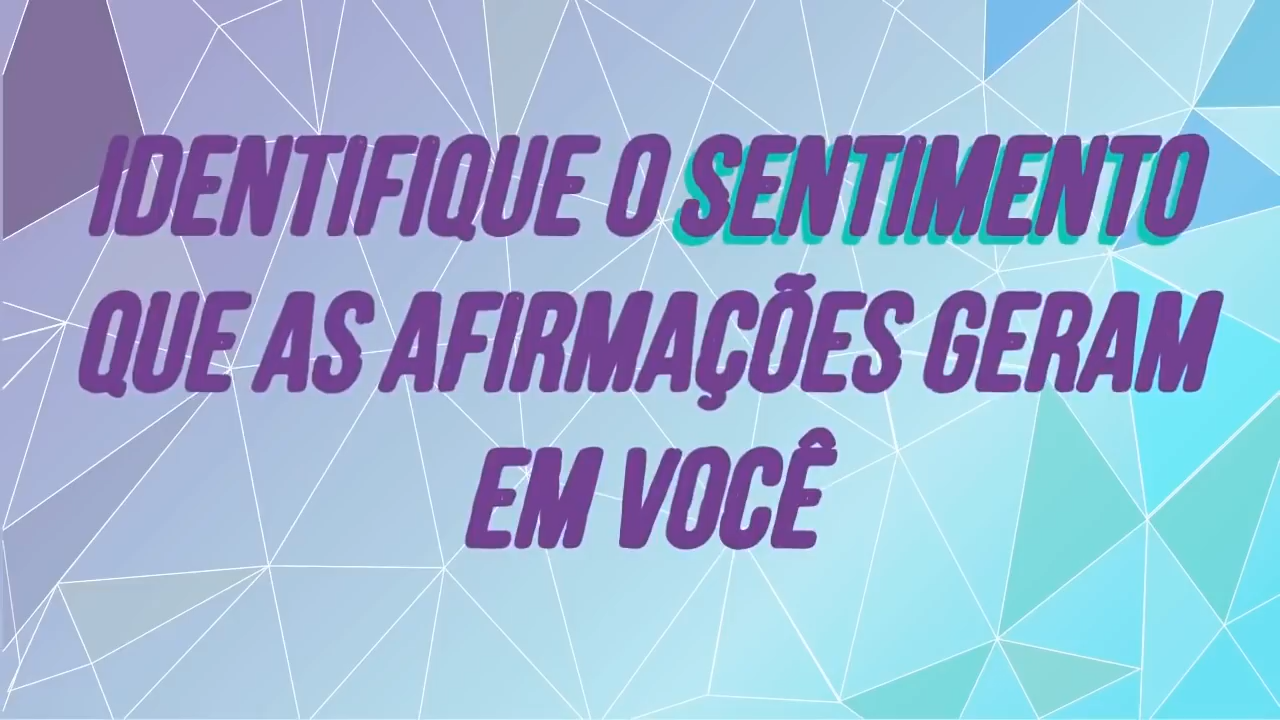 IDENTIFIQUE O SENTIMENTO
QUE AS AFIRMAÇÕES GERAM
EM VOCÊ